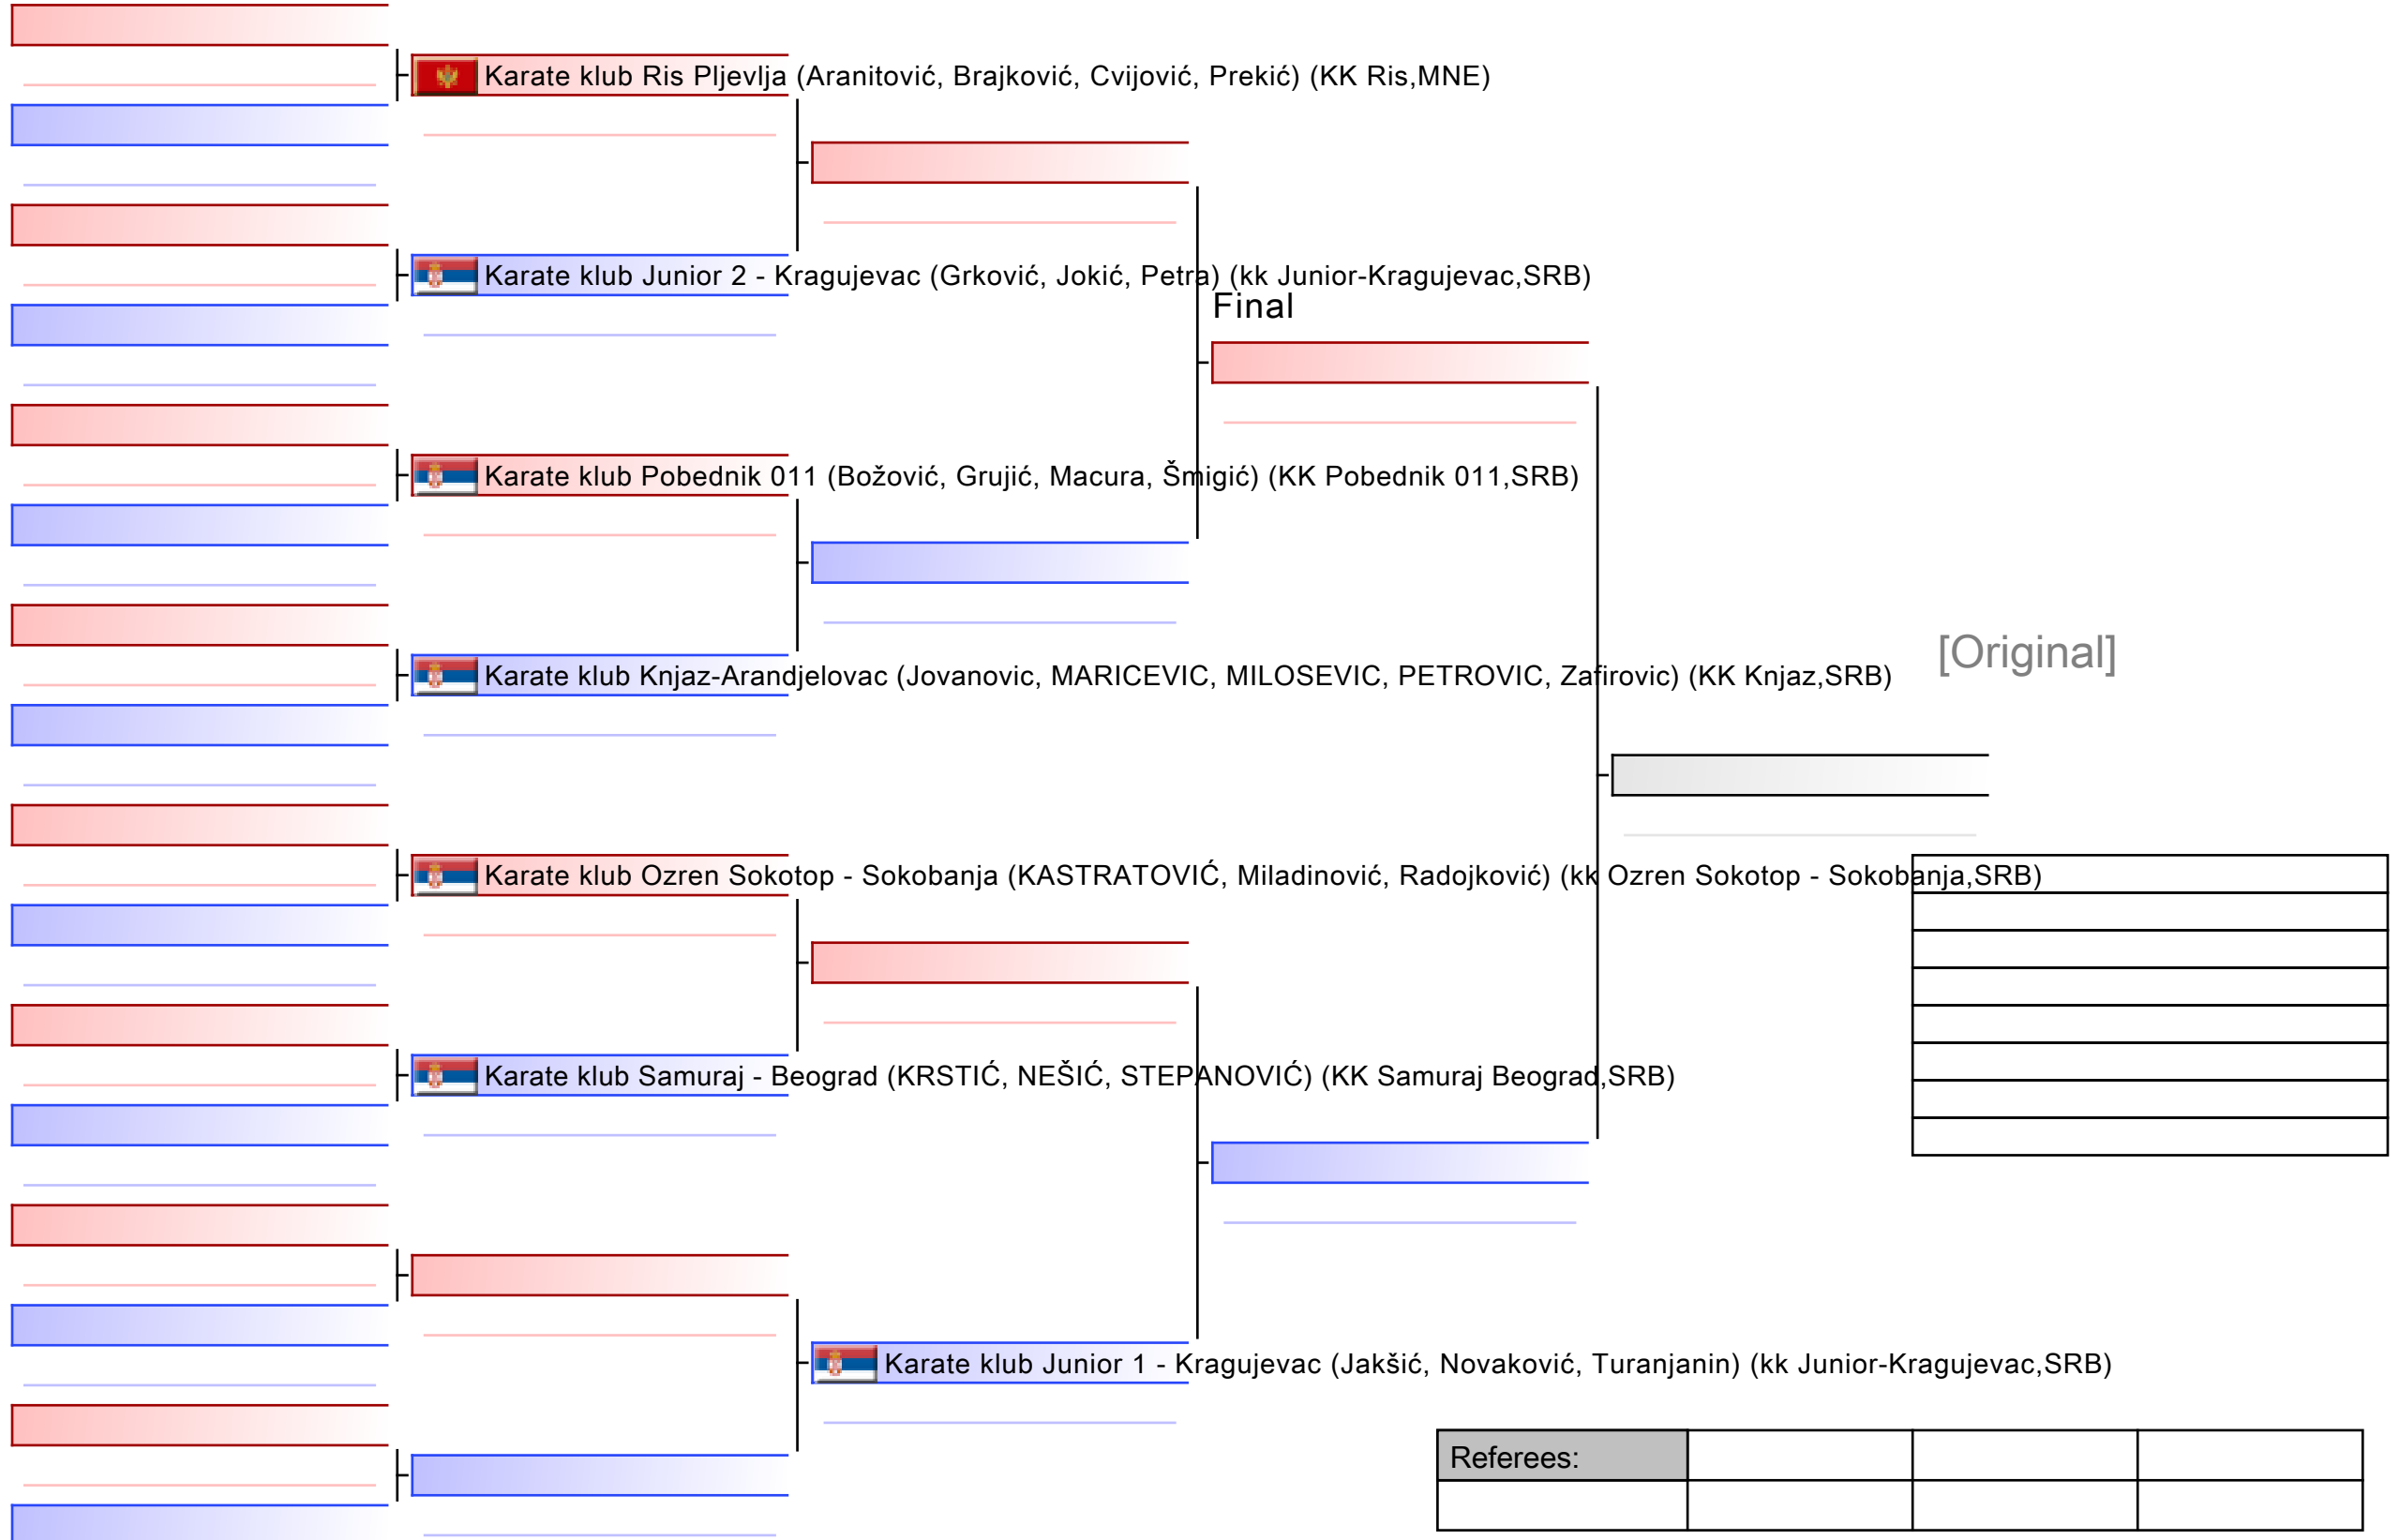 Karate klub Ris Pljevlja (Aranitović, Brajković, Cvijović, Prekić) (KK Ris,MNE)
Karate klub Junior 2 - Kragujevac (Grković, Jokić, Petra) (kk Junior-Kragujevac,SRB)
Final
Karate klub Pobednik 011 (Božović, Grujić, Macura, Šmigić) (KK Pobednik 011,SRB)
[Original]
Karate klub Knjaz-Arandjelovac (Jovanovic, MARICEVIC, MILOSEVIC, PETROVIC, Zafirovic) (KK Knjaz,SRB)
Karate klub Ozren Sokotop - Sokobanja (KASTRATOVIĆ, Miladinović, Radojković) (kk Ozren Sokotop - Sokobanja,SRB)
Karate klub Samuraj - Beograd (KRSTIĆ, NEŠIĆ, STEPANOVIĆ) (KK Samuraj Beograd,SRB)
Karate klub Junior 1 - Kragujevac (Jakšić, Novaković, Turanjanin) (kk Junior-Kragujevac,SRB)
Referees: